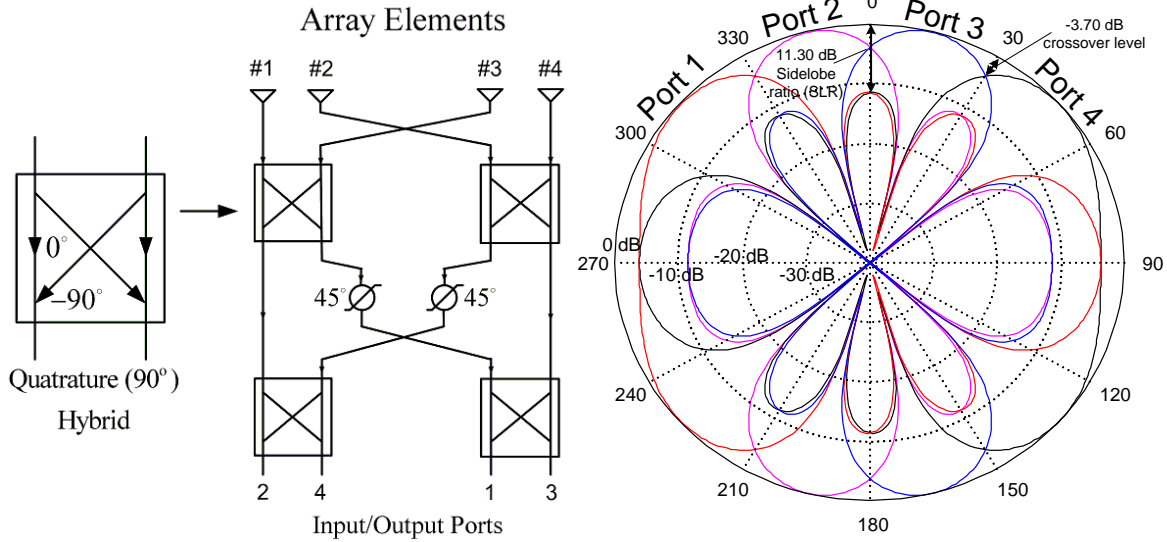 Array Elements
#1 #2 #3 #4
0°
−90°
Quatrature (90°)
Hybrid
45° 45°
2 4 1 3
Input/Output Ports
0
Port 2 Port 3
-3.70 dB
crossover level
330 30
11.30 dB
Sidelobe
ratio (SLR)
Port 1 Port 4
300 60
0 dB
-10 dB
-20 dB
-30 dB
270 90
240 120
210 150
180